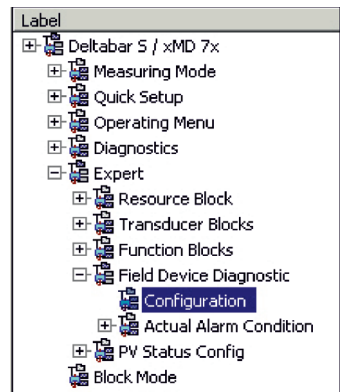 Label
Deltabar S / xMD 7x
Measuring Mode
Quick Setup
Operating Menu
Diagnostics
Expert
Resource Block
Transducer Blocks
Function Blocks
Field Device Diagnostic
Configuration
Actual Alarm Condition
PV Status Config
Block Mode